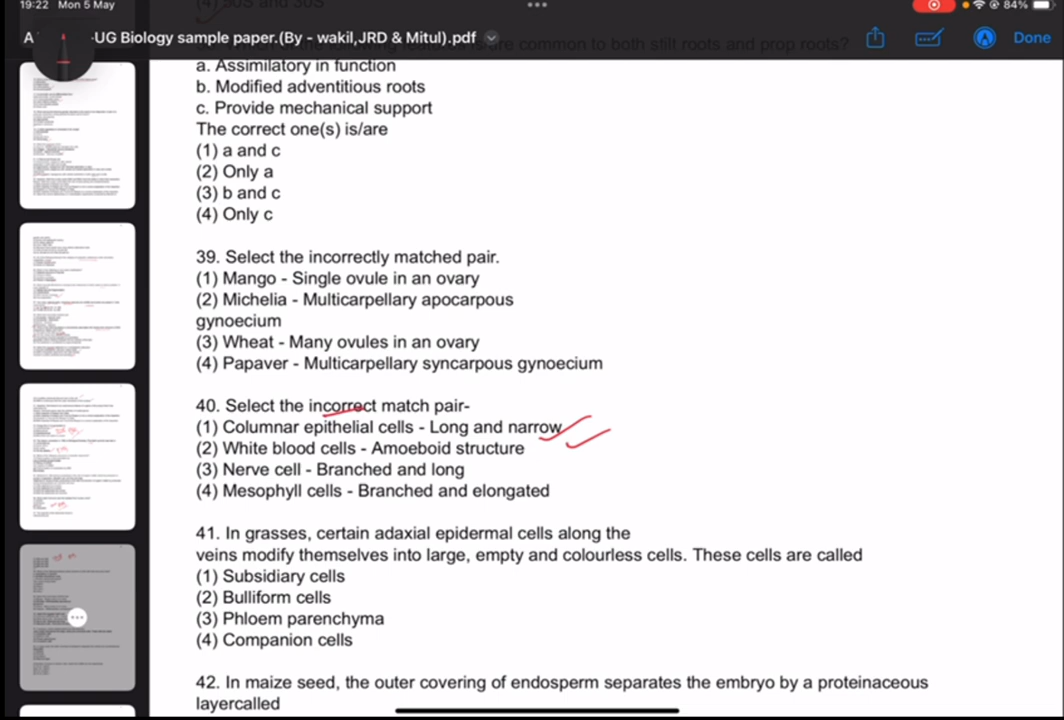 19:22 Mon 5 May
84%
-UG Biology sample paper.(By - wakil,JRD & Mitul).pdf
Done
a. Assimilatory in function
b. Modified adventitious roots
c. Provide mechanical support
The correct one(s) is/are
(1) a and c
(2) Only a
(3) b and c
(4) Only c
39. Select the incorrectly matched pair.
(1) Mango - Single ovule in an ovary
(2) Michelia - Multicarpellary apocarpous
gynoecium
(3) Wheat - Many ovules in an ovary
(4) Papaver - Multicarpellary syncarpous gynoecium
40. Select the incorrect match pair-
(1) Columnar epithelial cells - Long and narrow
(2) White blood cells - Amoeboid structure
(3) Nerve cell - Branched and long
(4) Mesophyll cells - Branched and elongated
41. In grasses, certain adaxial epidermal cells along the
veins modify themselves into large, empty and colourless cells. These cells are called
(1) Subsidiary cells
(2) Bulliform cells
(3) Phloem parenchyma
(4) Companion cells
42. In maize seed, the outer covering of endosperm separates the embryo by a proteinaceous
layercalled